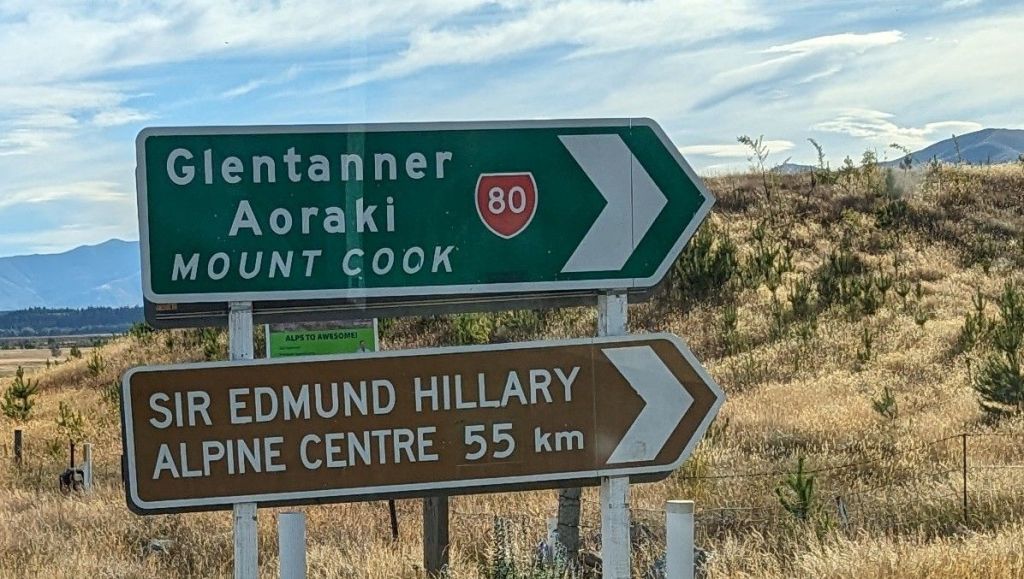 Glentanner
Aoraki
MOUNT COOK
80
ALPS TO AWESOME!
SIR EDMUND HILLARY
ALPINE CENTRE 55 km